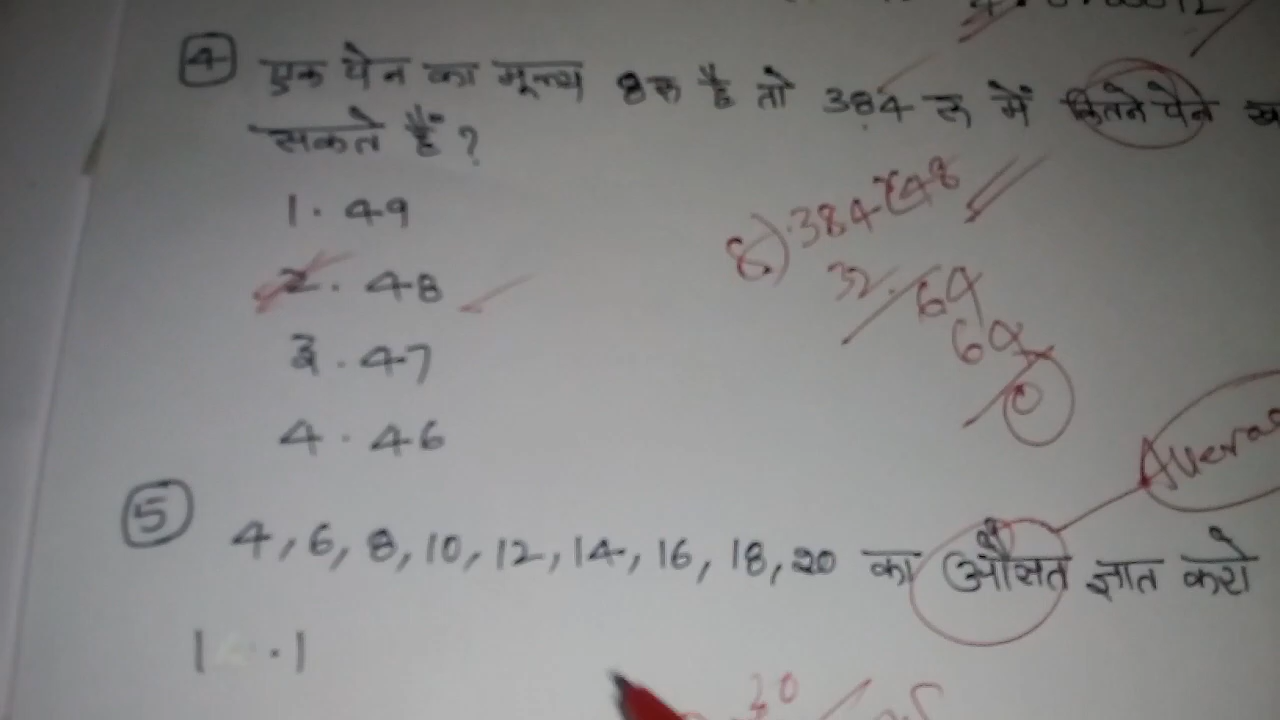 ④ एक पेन का मूल्य 8रु है तो 384 रु में कितने पेन
सकते हैं?
1. 49
2. 48
3. 47
4. 46
8) 384 (48
32
64
64
0
⑤ 4, 6, 8, 10, 12, 14, 16, 18, 20 का औसत ज्ञात करो